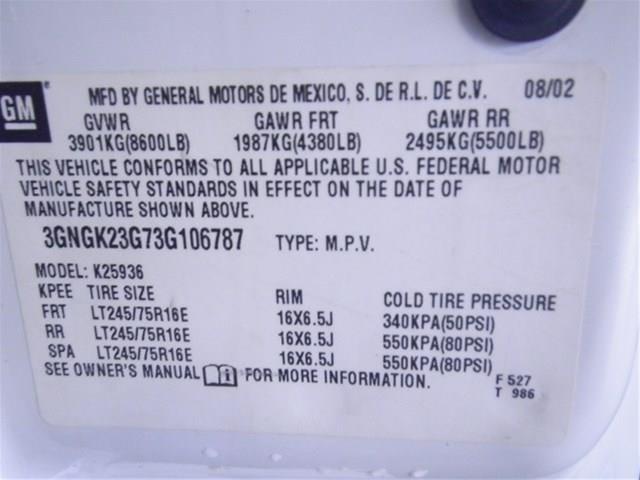 GM
MFD BY GENERAL MOTORS DE MEXICO, S. DE R.L. DE C.V. 08/02
GVWR GAWR FRT GAWR RR
3901KG(8600LB) 1987KG(4380LB) 2495KG(5500LB)
THIS VEHICLE CONFORMS TO ALL APPLICABLE U.S. FEDERAL MOTOR
VEHICLE SAFETY STANDARDS IN EFFECT ON THE DATE OF
MANUFACTURE SHOWN ABOVE.
3GNGK23G73G106787 TYPE: M.P.V.
MODEL: K25936
KPEE TIRE SIZE RIM COLD TIRE PRESSURE
FRT LT245/75R16E 16X6.5J 340KPA(50PSI)
RR LT245/75R16E 16X6.5J 550KPA(80PSI)
SPA LT245/75R16E 16X6.5J 550KPA(80PSI)
SEE OWNER'S MANUAL FOR MORE INFORMATION. F 527
T 986